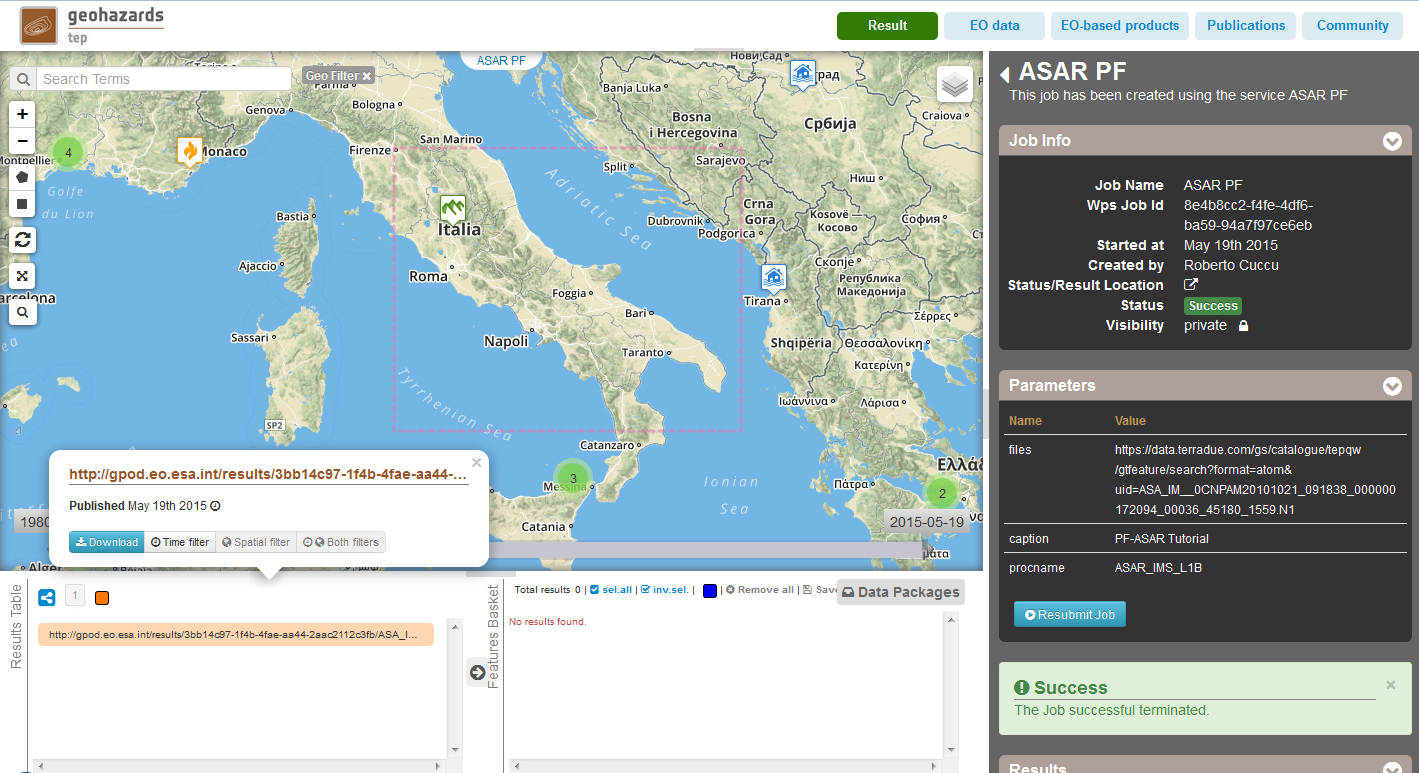 geohazards
tep
Result
EO data
EO-based products
Publications
Community
ASAR PF
Search Terms
Geo Filter
Parma
Нови Сад
Banja Luka
Craiova
Bologna
Genova
Bosna
i Hercegovina
Србија
San Marino
Firenze
Sarajevo
4
Monaco
Montpellier
Golfe
du Lion
Split
Ниш
Adriatic Sea
Crna
Gora
Kosovë —
Косово
София
Dubrovnik
Podgorica
Bastia
Italia
Скопје
Ajaccio
Roma
Република
Македонија
Tirana
Foggia
Bari
Σέρρες
Sassari
Napoli
Taranto
Shqipëria
Θεσσαλονίκη
Κατερίνη
Tyrrhenian Sea
Ιωάννινα
Λάρισα
SP2
Catanzaro
Ionian
Sea
Πάτρα
Ελλάδ
3
Messina
2
Catania
1980
2015-05-19
http://gpod.eo.esa.int/results/3bb14c97-1f4b-4fae-aa44-...
×
Published May 19th 2015
Download
Time filter
Spatial filter
Both filters
Results Table
1
http://gpod.eo.esa.int/results/3bb14c97-1f4b-4fae-aa44-2aac2112c3fb/ASA_I...
Features Basket
Total results 0 | sel.all | inv.sel. | | Remove all | Save
Data Packages
No results found.
ASAR PF
This job has been created using the service ASAR PF
Job Info
Job Name ASAR PF
Wps Job Id 8e4b8cc2-f4fe-4df6-
ba59-94a7f97ce6eb
Started at May 19th 2015
Created by Roberto Cuccu
Status/Result Location
Status Success
Visibility private
Parameters
Name Value
files https://data.terradue.com/gs/catalogue/tepqw
/gtfeature/search?format=atom&
uid=ASA_IM__0CNPAM20101021_091838_000000
172094_00036_45180_1559.N1
caption PF-ASAR Tutorial
procname ASAR_IMS_L1B
Resubmit Job
Success
×
The Job successful terminated.
Results